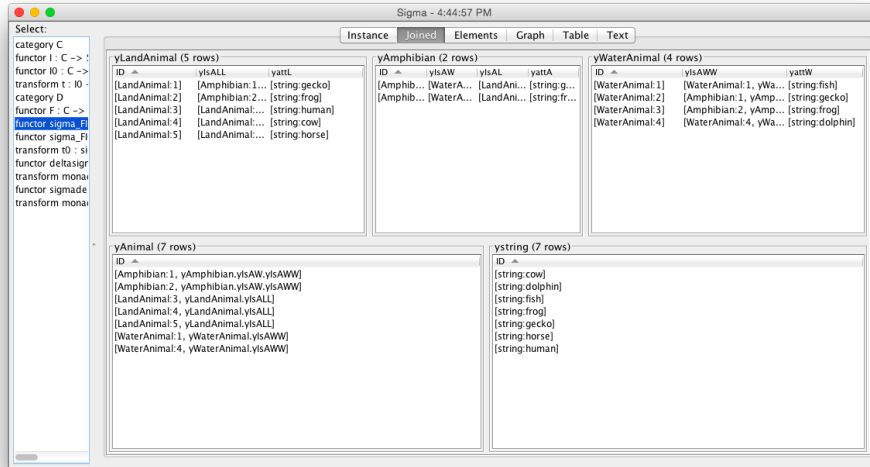 Sigma - 4:44:57 PM
Select:
category C
functor I : C ->
functor I0 : C ->
transform t : I0 -
category D
functor F : C ->
functor sigma_F
functor sigma_F
transform t0 : si
functor deltasigr
transform mona
functor sigmade
transform mona
Instance Joined Elements Graph Table Text
yLandAnimal (5 rows)
ID yIsALL yattL
[LandAnimal:1] [Amphibian:1... [string:gecko]
[LandAnimal:2] [Amphibian:2... [string:frog]
[LandAnimal:3] [LandAnimal:... [string:human]
[LandAnimal:4] [LandAnimal:... [string:cow]
[LandAnimal:5] [LandAnimal:... [string:horse]
yAmphibian (2 rows)
ID yIsAW yIsAL yattA
[Amphib... [WaterA... [LandAni... [string:g...
[Amphib... [WaterA... [LandAni... [string:fr...
yWaterAnimal (4 rows)
ID yIsAWW yattW
[WaterAnimal:1] [WaterAnimal:1, yWa... [string:fish]
[WaterAnimal:2] [Amphibian:1, yAmp... [string:gecko]
[WaterAnimal:3] [Amphibian:2, yAmp... [string:frog]
[WaterAnimal:4] [WaterAnimal:4, yWa... [string:dolphin]
yAnimal (7 rows)
ID
[Amphibian:1, yAmphibian.yIsAW.yIsAWW]
[Amphibian:2, yAmphibian.yIsAW.yIsAWW]
[LandAnimal:3, yLandAnimal.yIsALL]
[LandAnimal:4, yLandAnimal.yIsALL]
[LandAnimal:5, yLandAnimal.yIsALL]
[WaterAnimal:1, yWaterAnimal.yIsAWW]
[WaterAnimal:4, yWaterAnimal.yIsAWW]
ystring (7 rows)
ID
[string:cow]
[string:dolphin]
[string:fish]
[string:frog]
[string:gecko]
[string:horse]
[string:human]